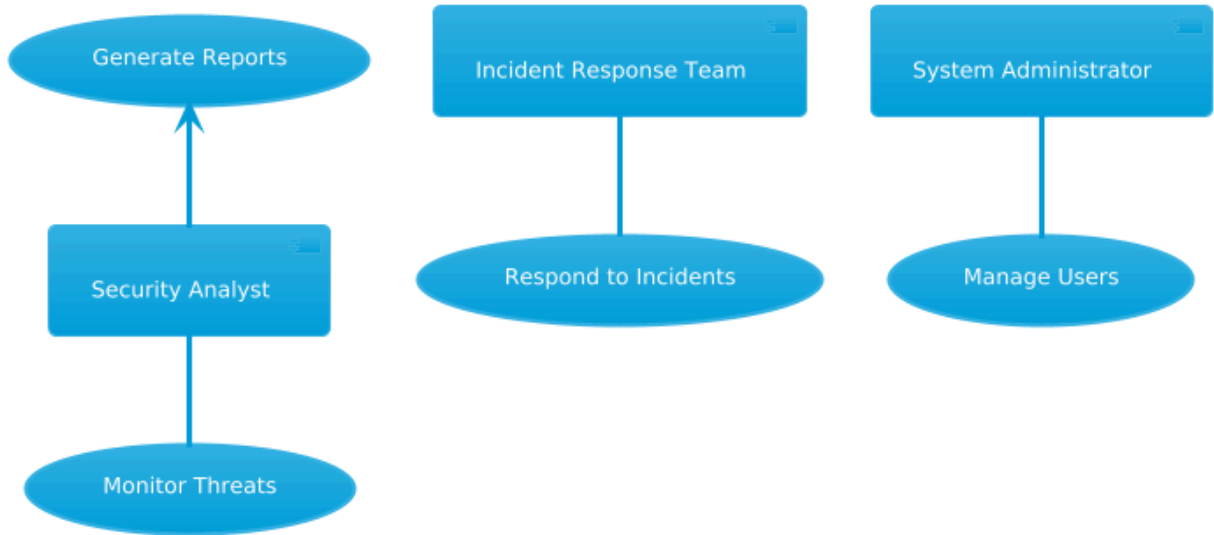 Generate Reports
Incident Response Team
System Administrator
Security Analyst
Respond to Incidents
Manage Users
Monitor Threats